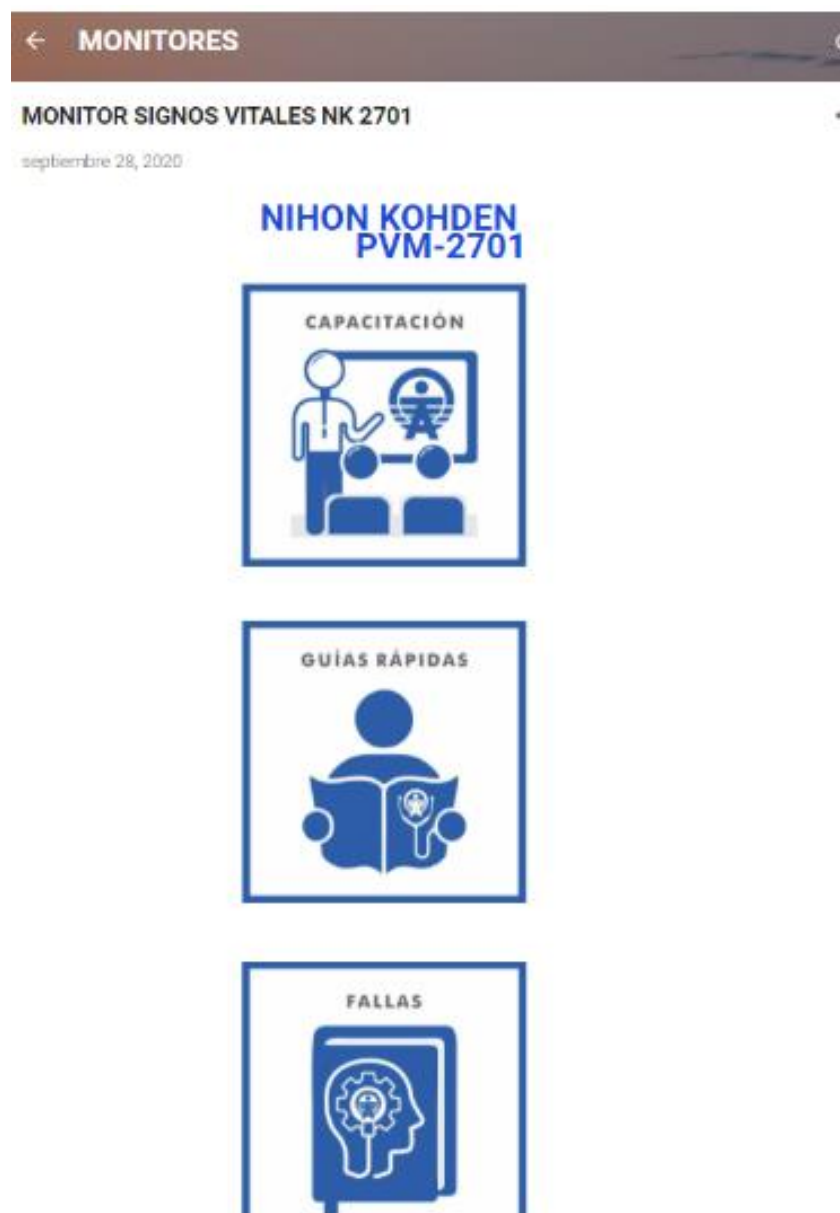 MONITORES
MONITOR SIGNOS VITALES NK 2701
septiembre 28, 2020
NIHON KOHDEN
PVM-2701
CAPACITACIÓN
GUÍAS RÁPIDAS
FALLAS